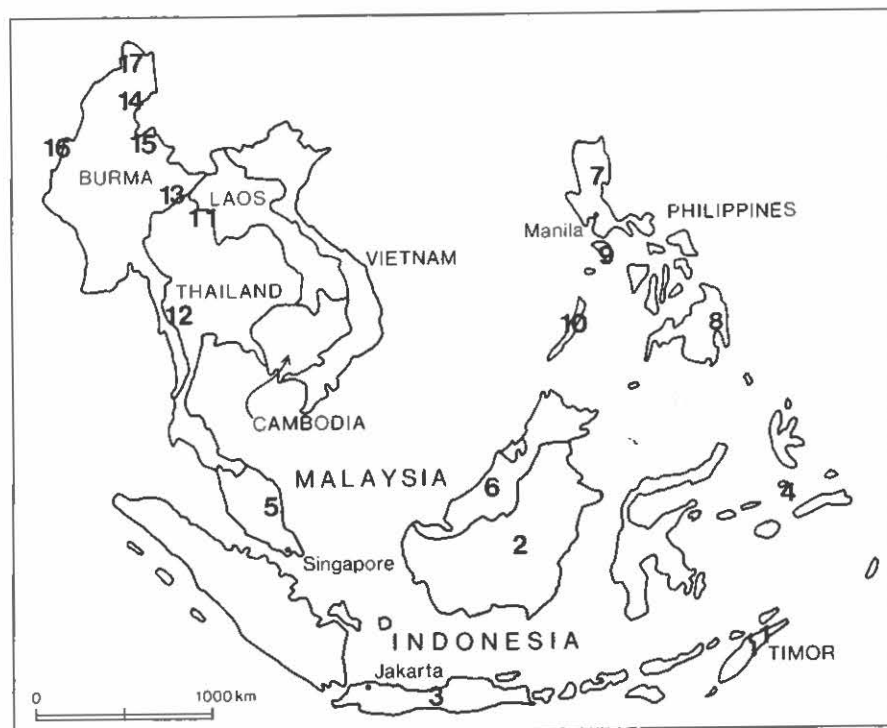 17
14
16
15
BURMA
13
LAOS
11
7
Manila
PHILIPPINES
9
VIETNAM
THAILAND
12
10
8
CAMBODIA
MALAYSIA
6
5
4
2
Singapore
INDONESIA
TIMOR
Jakarta
3
0 1000 km